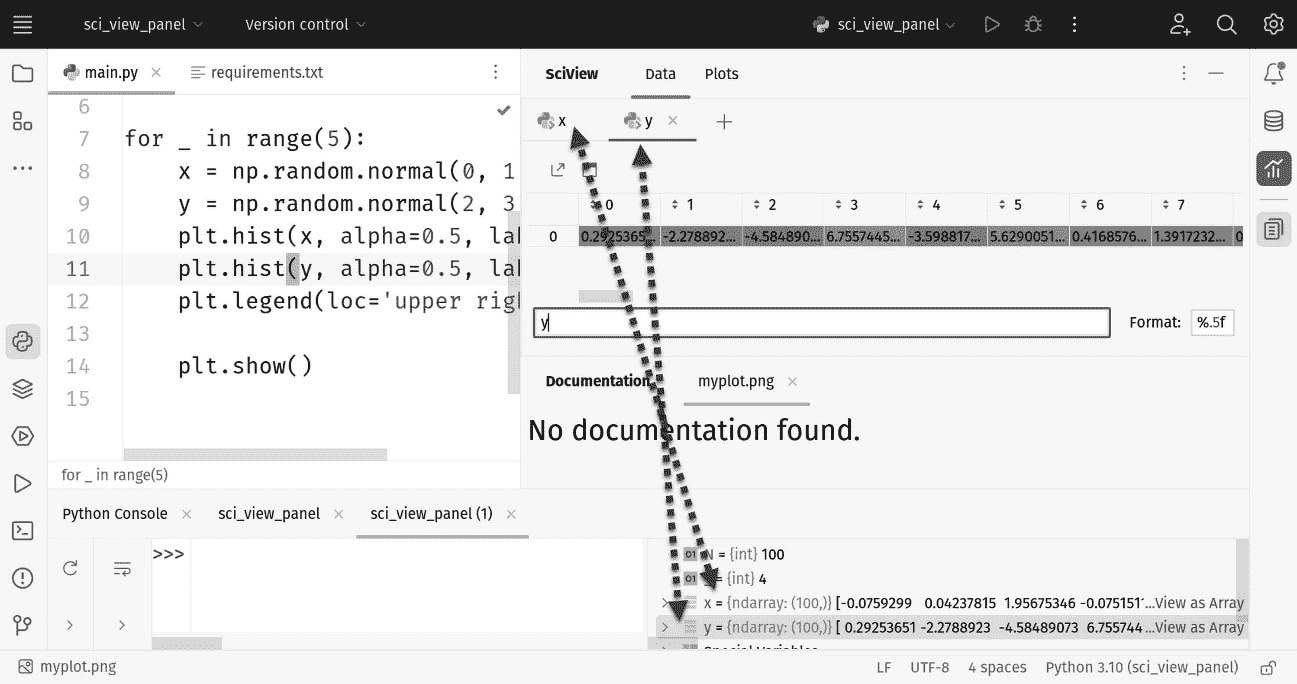 sci_view_panel Version control sci_view_panel
main.py requirements.txt
SciView Data Plots
x y
6
7 for _ in range(5):
8 x = np.random.normal(0, 1
9 y = np.random.normal(2, 3
10 plt.hist(x, alpha=0.5, lab
11 plt.hist(y, alpha=0.5, lab
12 plt.legend(loc='upper righ
13
14 plt.show()
15
for _ in range(5)
0 1 2 3 4 5 6 7
0 0.2925365... -2.278892... -4.584890... 6.7557445... -3.598817... 5.6290051... 0.4168576... 1.3917232... 0
y Format: %.5f
Documentation myplot.png
No documentation found.
Python Console sci_view_panel sci_view_panel (1)
>>>
01 N = {int} 100
01 _ = {int} 4
x = {ndarray: (100,)} [-0.0759299 0.04237815 1.95675346 -0.075151...View as Array
y = {ndarray: (100,)} [ 0.29253651 -2.2788923 -4.58489073 6.755744...View as Array
Special Variables
myplot.png LF UTF-8 4 spaces Python 3.10 (sci_view_panel)